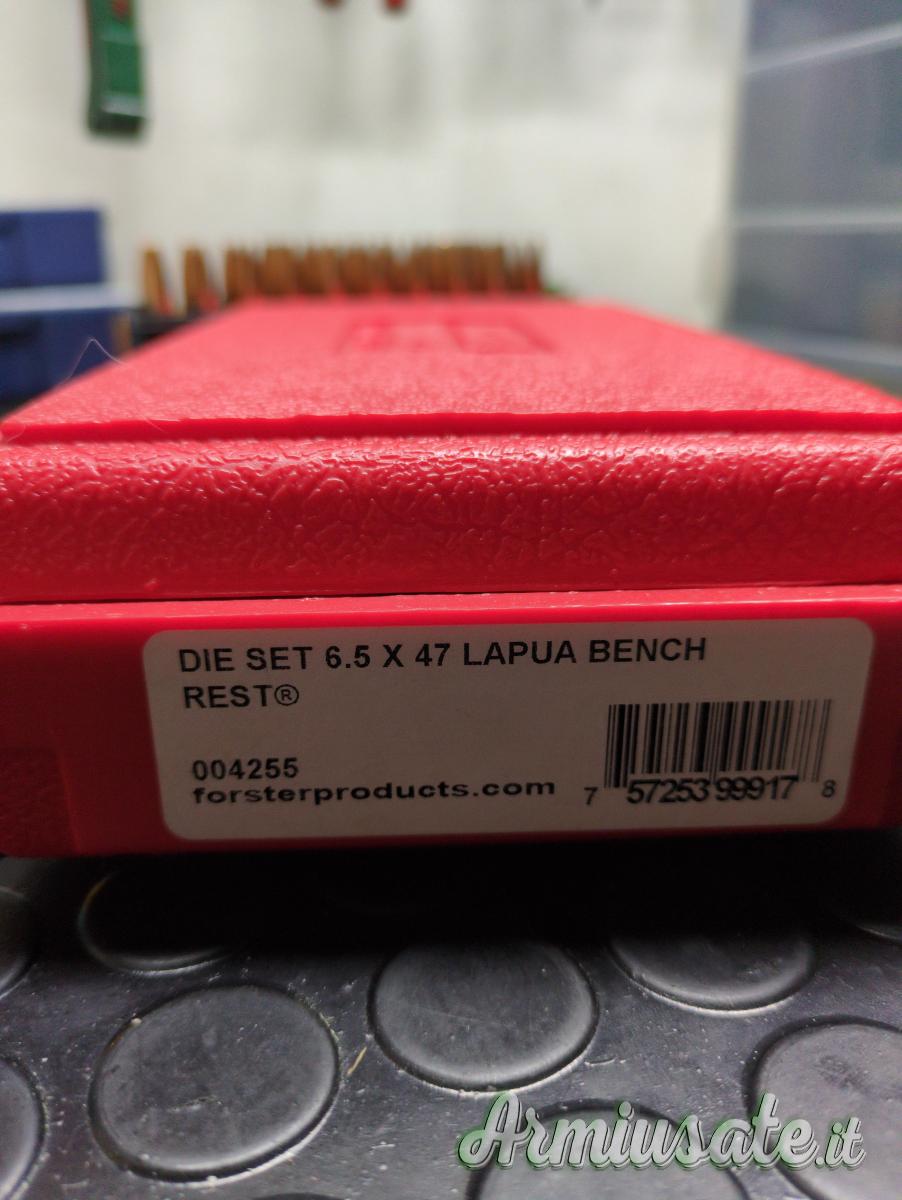 DIE SET 6.5 X 47 LAPUA BENCH
REST®
004255
forsterproducts.com
7 57253 99917 8
Armiusate.it